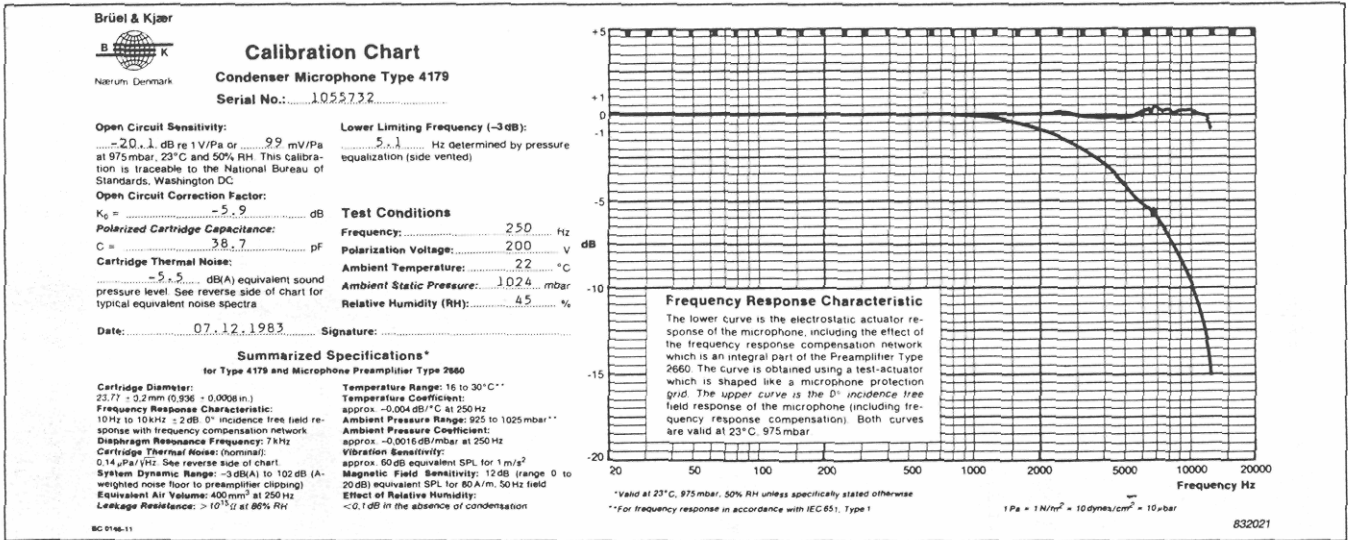 Brüel & Kjær
B K
Nærum Denmark
Calibration Chart
Condenser Microphone Type 4179
Serial No.: 1055732
Open Circuit Sensitivity:
-20.1 dB re 1 V/Pa or 99 mV/Pa
at 975 mbar, 23°C and 50% RH. This calibra-
tion is traceable to the National Bureau of
Standards, Washington DC
Open Circuit Correction Factor:
K₀ = -5.9 dB
Polarized Cartridge Capacitance:
C = 38.7 pF
Cartridge Thermal Noise:
-5.5 dB(A) equivalent sound
pressure level. See reverse side of chart for
typical equivalent noise spectra
Lower Limiting Frequency (-3 dB):
5.1 Hz determined by pressure
equalization (side vented)
Test Conditions
Frequency: 250 Hz
Polarization Voltage: 200 V
Ambient Temperature: 22 °C
Ambient Static Pressure: 1024 mbar
Relative Humidity (RH): 45 %
Date: 07.12.1983 Signature:
Summarized Specifications*
for Type 4179 and Microphone Preamplifier Type 2660
Cartridge Diameter:
23.77 ± 0,2 mm (0,936 ± 0,0008 in.)
Frequency Response Characteristic:
10 Hz to 10 kHz ± 2 dB. 0° incidence free field re-
sponse with frequency compensation network
Diaphragm Resonance Frequency: 7 kHz
Cartridge Thermal Noise: (nominal):
0,14 µPa/√Hz. See reverse side of chart
System Dynamic Range: -3 dB(A) to 102 dB (A-
weighted noise floor to preamplifier clipping)
Equivalent Air Volume: 400 mm³ at 250 Hz
Leakage Resistance: > 10¹⁵ Ω at 86% RH
BC 0146-11
Temperature Range: 16 to 30°C**
Temperature Coefficient:
approx. -0,004 dB/°C at 250 Hz
Ambient Pressure Range: 925 to 1025 mbar**
Ambient Pressure Coefficient:
approx. -0,0016 dB/mbar at 250 Hz
Vibration Sensitivity:
approx. 60 dB equivalent SPL for 1 m/s²
Magnetic Field Sensitivity: 12 dB (range 0 to
20 dB) equivalent SPL for 80 A/m, 50 Hz field
Effect of Relative Humidity:
< 0,1 dB in the absence of condensation
+5
+1
0
-1
-5
dB
-10
-15
-20
Frequency Response Characteristic
The lower curve is the electrostatic actuator re-
sponse of the microphone, including the effect of
the frequency response compensation network
which is an integral part of the Preamplifier Type
2660. The curve is obtained using a test-actuator
which is shaped like a microphone protection
grid. The upper curve is the 0° incidence free
field response of the microphone (including fre-
quency response compensation). Both curves
are valid at 23°C, 975 mbar
20 50 100 200 500 1000 2000 5000 10000 20000
Frequency Hz
*Valid at 23°C, 975 mbar, 50% RH unless specifically stated otherwise
**For frequency response in accordance with IEC 651, Type 1
1 Pa = 1 N/m² = 10 dynes/cm² = 10 µbar
832021